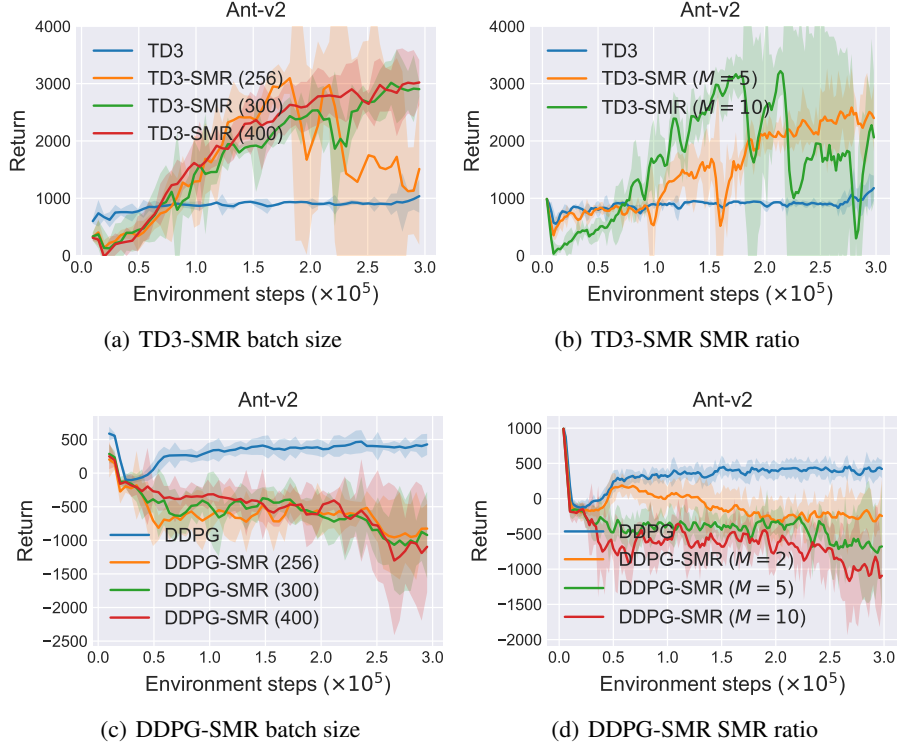 Ant-v2
4000
3000
2000
1000
0
Return
TD3
TD3-SMR (256)
TD3-SMR (300)
TD3-SMR (400)
0.0 0.5 1.0 1.5 2.0 2.5 3.0
Environment steps (×10⁵)
(a) TD3-SMR batch size
Ant-v2
4000
3000
2000
1000
0
Return
TD3
TD3-SMR (M = 5)
TD3-SMR (M = 10)
0.0 0.5 1.0 1.5 2.0 2.5 3.0
Environment steps (×10⁵)
(b) TD3-SMR SMR ratio
Ant-v2
500
0
−500
−1000
−1500
−2000
−2500
Return
DDPG
DDPG-SMR (256)
DDPG-SMR (300)
DDPG-SMR (400)
0.0 0.5 1.0 1.5 2.0 2.5 3.0
Environment steps (×10⁵)
(c) DDPG-SMR batch size
Ant-v2
1000
500
0
−500
−1000
−1500
−2000
Return
DDPG
DDPG-SMR (M = 2)
DDPG-SMR (M = 5)
DDPG-SMR (M = 10)
0.0 0.5 1.0 1.5 2.0 2.5 3.0
Environment steps (×10⁵)
(d) DDPG-SMR SMR ratio